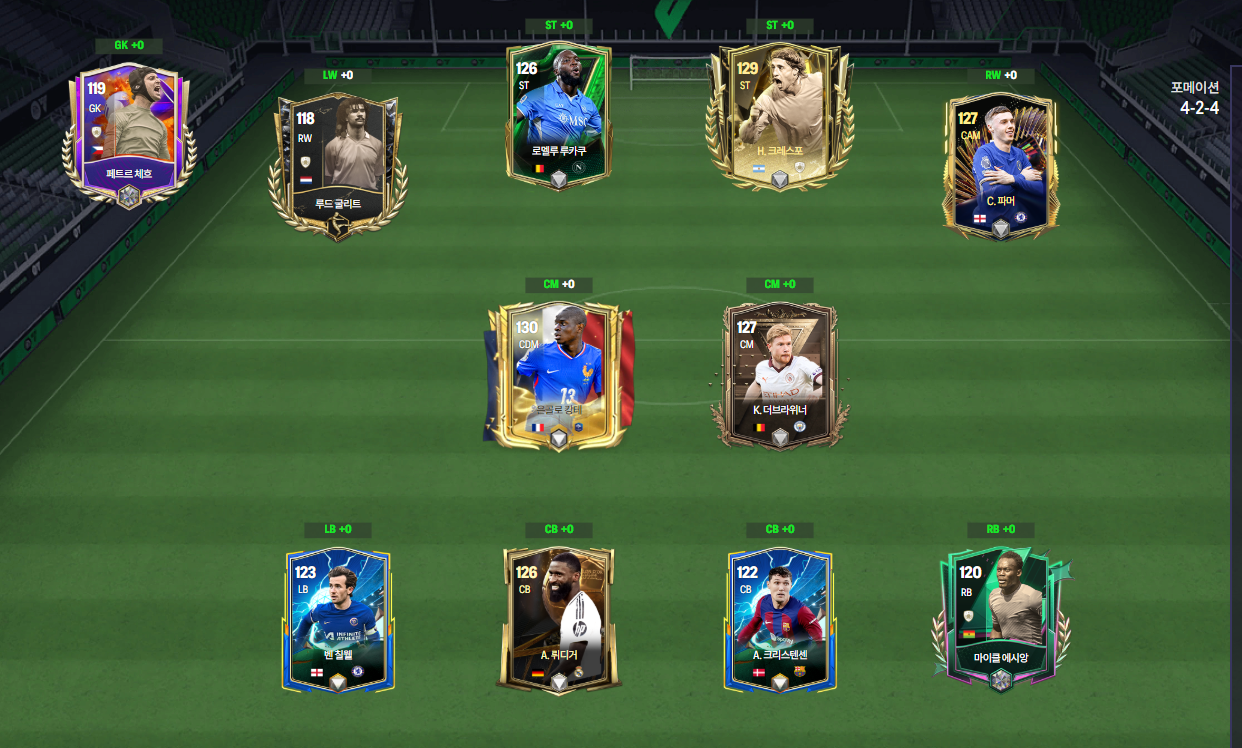 GK +0
119
GK
페트르 체흐
LW +0
118
RW
루드 굴리트
ST +0
126
ST
MSC
로멜루 루카쿠
ST +0
129
ST
H. 크레스포
RW +0
127
CAM
C. 파머
포메이션
4-2-4
CM +0
130
CDM
13
은골로 캉테
CM +0
127
CM
K. 더브라위너
LB +0
123
LB
INFINITE
ATHLETE
벤 칠웰
CB +0
126
CB
hp
A. 뤼디거
CB +0
122
CB
A. 크리스텐센
RB +0
120
RB
마이클 에시앙